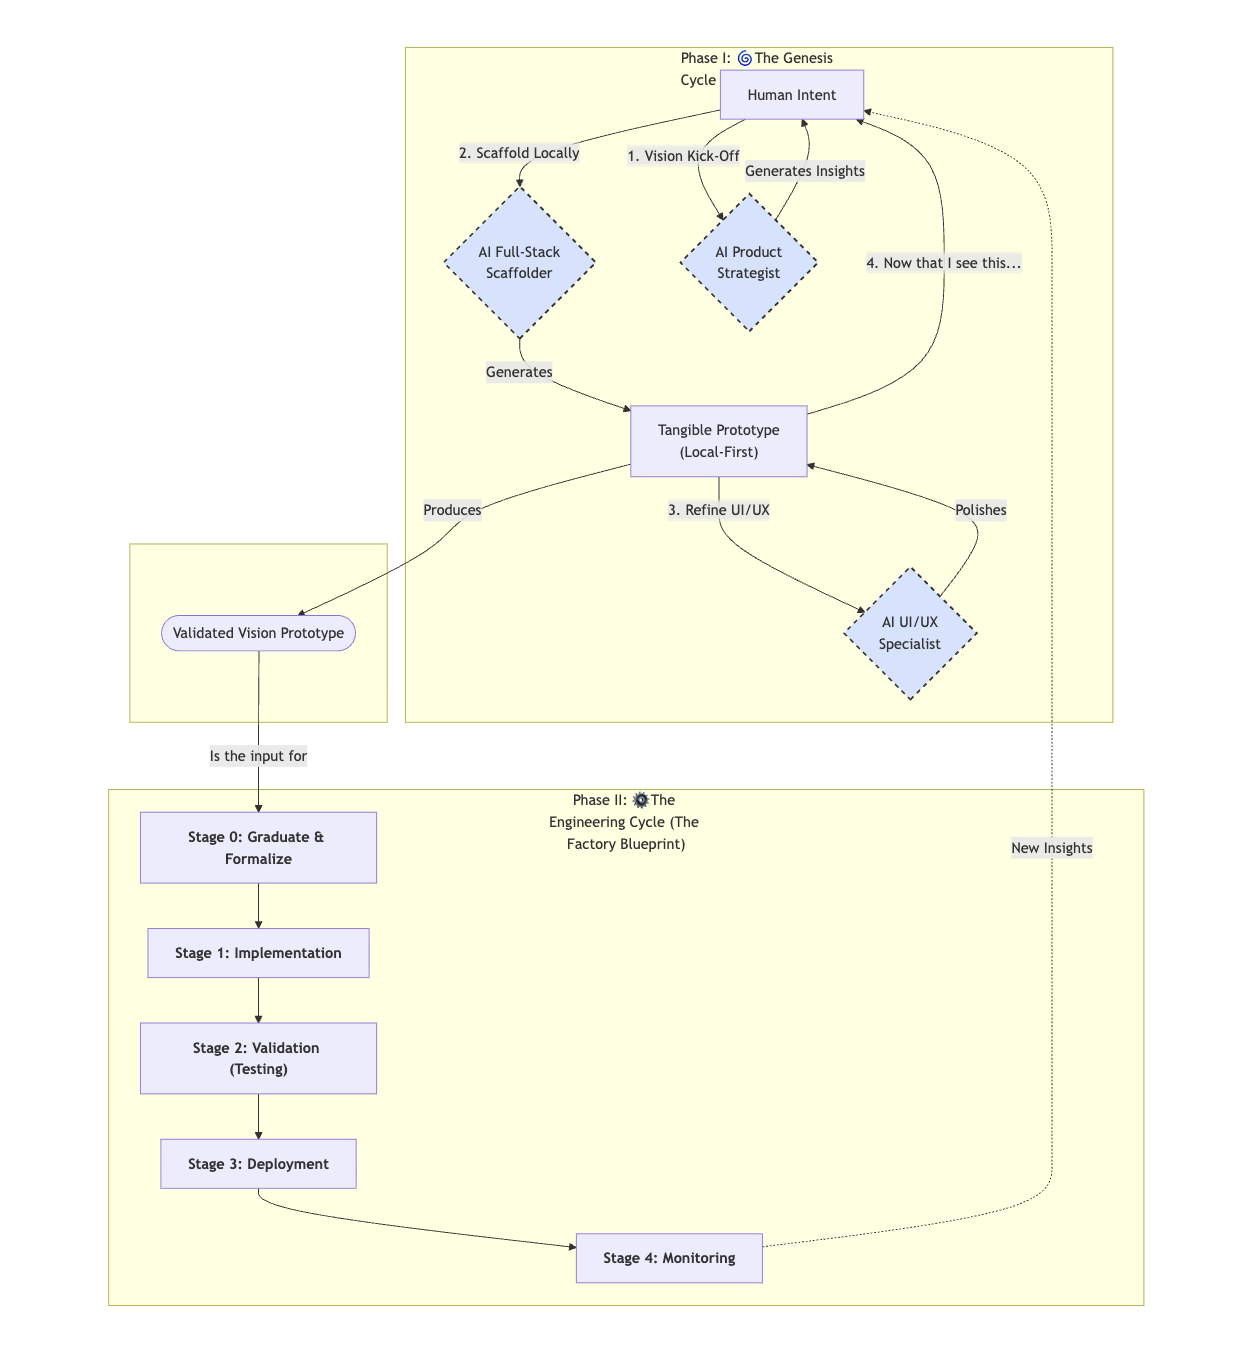 Phase I: 🌀The Genesis
Cycle
Human Intent
2. Scaffold Locally
1. Vision Kick-Off
Generates Insights
AI Full-Stack
Scaffolder
AI Product
Strategist
4. Now that I see this...
Generates
Tangible Prototype
(Local-First)
Produces
3. Refine UI/UX
Polishes
Validated Vision Prototype
AI UI/UX
Specialist
Is the input for
Phase II: ⚙️The
Engineering Cycle (The
Factory Blueprint)
Stage 0: Graduate &
Formalize
New Insights
Stage 1: Implementation
Stage 2: Validation
(Testing)
Stage 3: Deployment
Stage 4: Monitoring